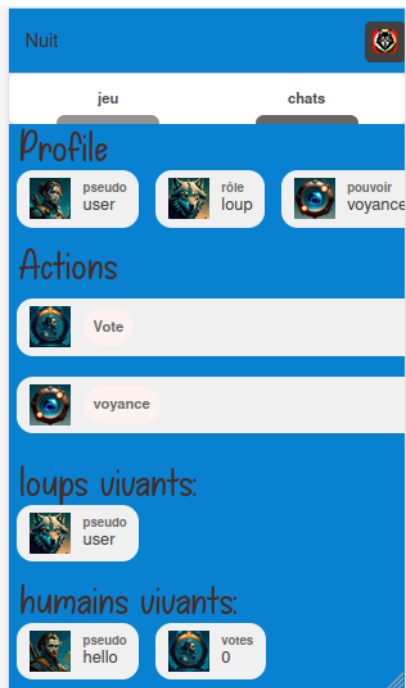 Nuit
jeu chats
Profile
pseudo rôle pouvoir
user loup voyance
Actions
Vote
voyance
loups vivants:
pseudo
user
humains vivants:
pseudo votes
hello 0